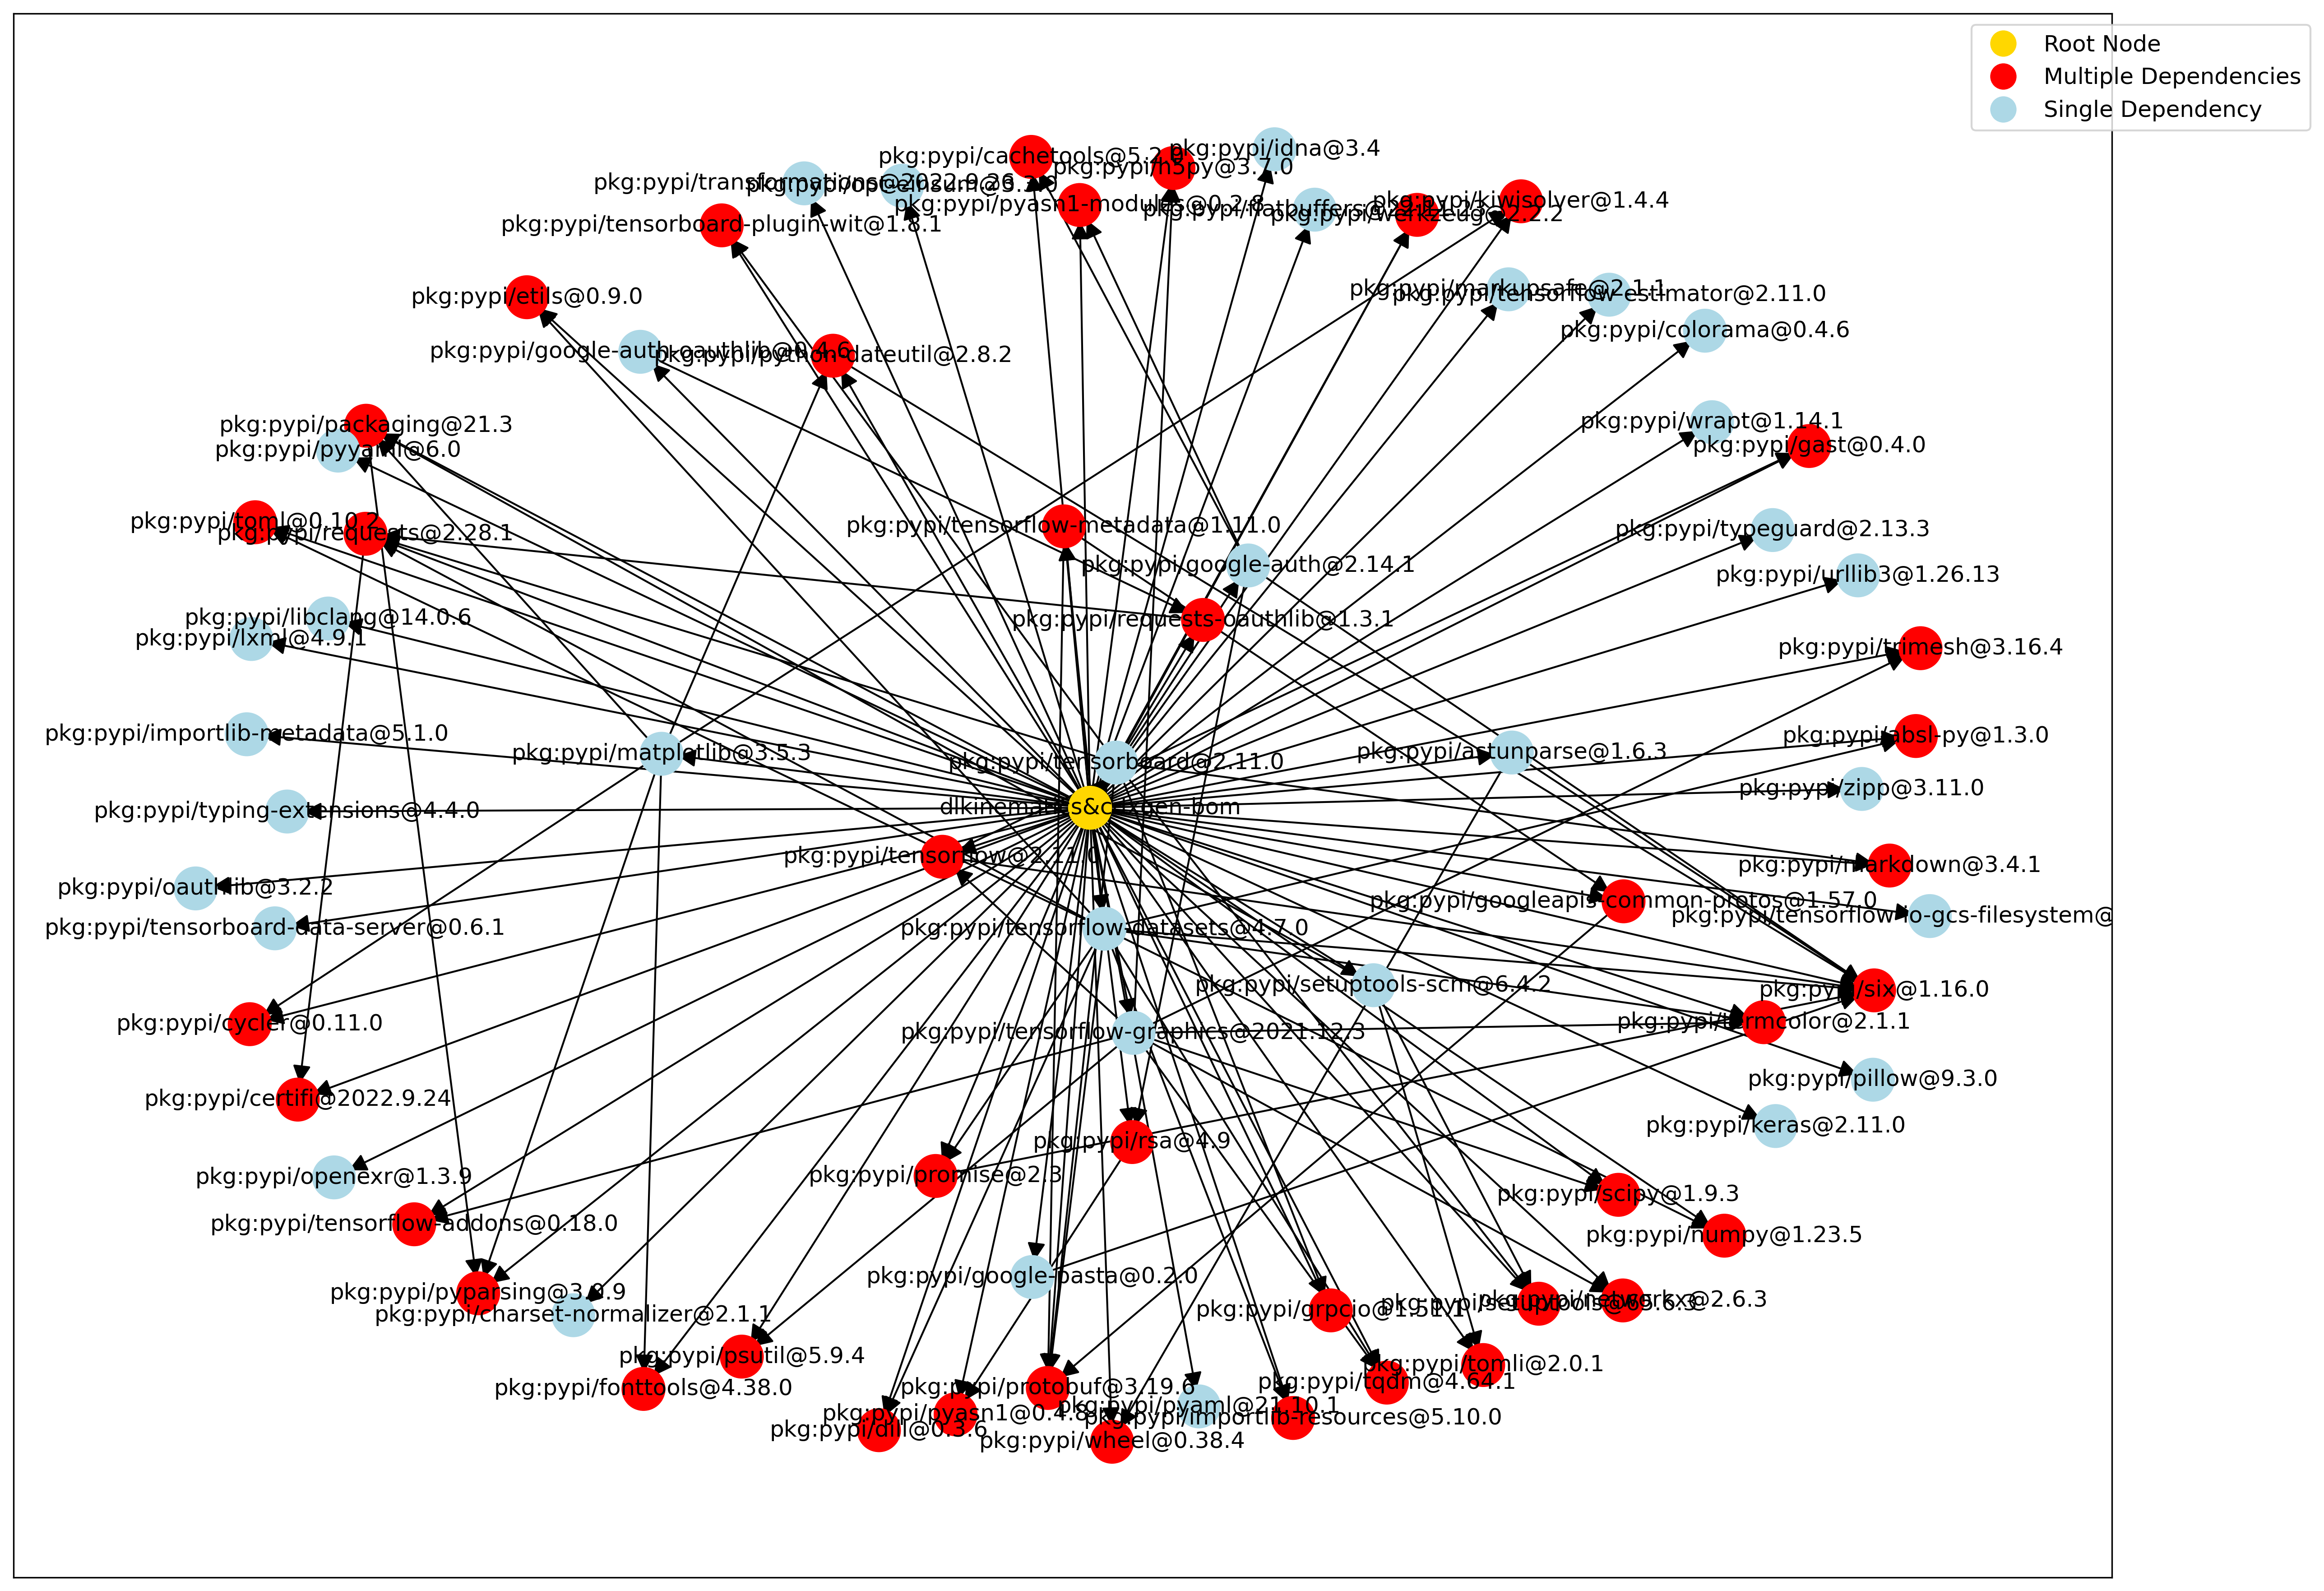 Root Node
Multiple Dependencies
Single Dependency
pkg:pypi/idna@3.4
pkg:pypi/cachetools@5.2.0
pkg:pypi/h5py@3.7.0
pkg:pypi/transformations@2022.9.26
pkg:pypi/opt-einsum@3.3.0
pkg:pypi/kiwisolver@1.4.4
pkg:pypi/pyasn1-modules@0.2.8
pkg:pypi/flatbuffers@22.11.23
pkg:pypi/werkzeug@2.2.2
pkg:pypi/tensorboard-plugin-wit@1.8.1
pkg:pypi/markupsafe@2.1.1
pkg:pypi/tensorflow-estimator@2.11.0
pkg:pypi/etils@0.9.0
pkg:pypi/colorama@0.4.6
pkg:pypi/google-auth-oauthlib@0.4.6
pkg:pypi/python-dateutil@2.8.2
pkg:pypi/wrapt@1.14.1
pkg:pypi/packaging@21.3
pkg:pypi/gast@0.4.0
pkg:pypi/pyyaml@6.0
pkg:pypi/toml@0.10.2
pkg:pypi/tensorflow-metadata@1.11.0
pkg:pypi/typeguard@2.13.3
pkg:pypi/requests@2.28.1
pkg:pypi/google-auth@2.14.1
pkg:pypi/urllib3@1.26.13
pkg:pypi/libclang@14.0.6
pkg:pypi/requests-oauthlib@1.3.1
pkg:pypi/lxml@4.9.1
pkg:pypi/trimesh@3.16.4
pkg:pypi/importlib-metadata@5.1.0
pkg:pypi/absl-py@1.3.0
pkg:pypi/matplotlib@3.5.3
pkg:pypi/astunparse@1.6.3
pkg:pypi/tensorboard@2.11.0
pkg:pypi/zipp@3.11.0
dlkinematics&cdxgen-bom
pkg:pypi/typing-extensions@4.4.0
pkg:pypi/tensorflow@2.11.0
pkg:pypi/markdown@3.4.1
pkg:pypi/oauthlib@3.2.2
pkg:pypi/googleapis-common-protos@1.57.0
pkg:pypi/tensorflow-io-gcs-filesystem@
pkg:pypi/tensorboard-data-server@0.6.1
pkg:pypi/tensorflow-datasets@4.7.0
pkg:pypi/setuptools-scm@6.4.2
pkg:pypi/six@1.16.0
pkg:pypi/cycler@0.11.0
pkg:pypi/termcolor@2.1.1
pkg:pypi/tensorflow-graphics@2021.12.3
pkg:pypi/pillow@9.3.0
pkg:pypi/certifi@2022.9.24
pkg:pypi/keras@2.11.0
pkg:pypi/rsa@4.9
pkg:pypi/promise@2.3
pkg:pypi/openexr@1.3.9
pkg:pypi/scipy@1.9.3
pkg:pypi/tensorflow-addons@0.18.0
pkg:pypi/numpy@1.23.5
pkg:pypi/google-pasta@0.2.0
pkg:pypi/pyparsing@3.0.9
pkg:pypi/networkx@2.6.3
pkg:pypi/setuptools@65.6.3
pkg:pypi/grpcio@1.51.1
pkg:pypi/charset-normalizer@2.1.1
pkg:pypi/psutil@5.9.4
pkg:pypi/tomli@2.0.1
pkg:pypi/tqdm@4.64.1
pkg:pypi/fonttools@4.38.0
pkg:pypi/protobuf@3.19.6
pkg:pypi/pyaml@21.10.1
pkg:pypi/pyasn1@0.4.8
pkg:pypi/importlib-resources@5.10.0
pkg:pypi/dill@0.3.6
pkg:pypi/wheel@0.38.4